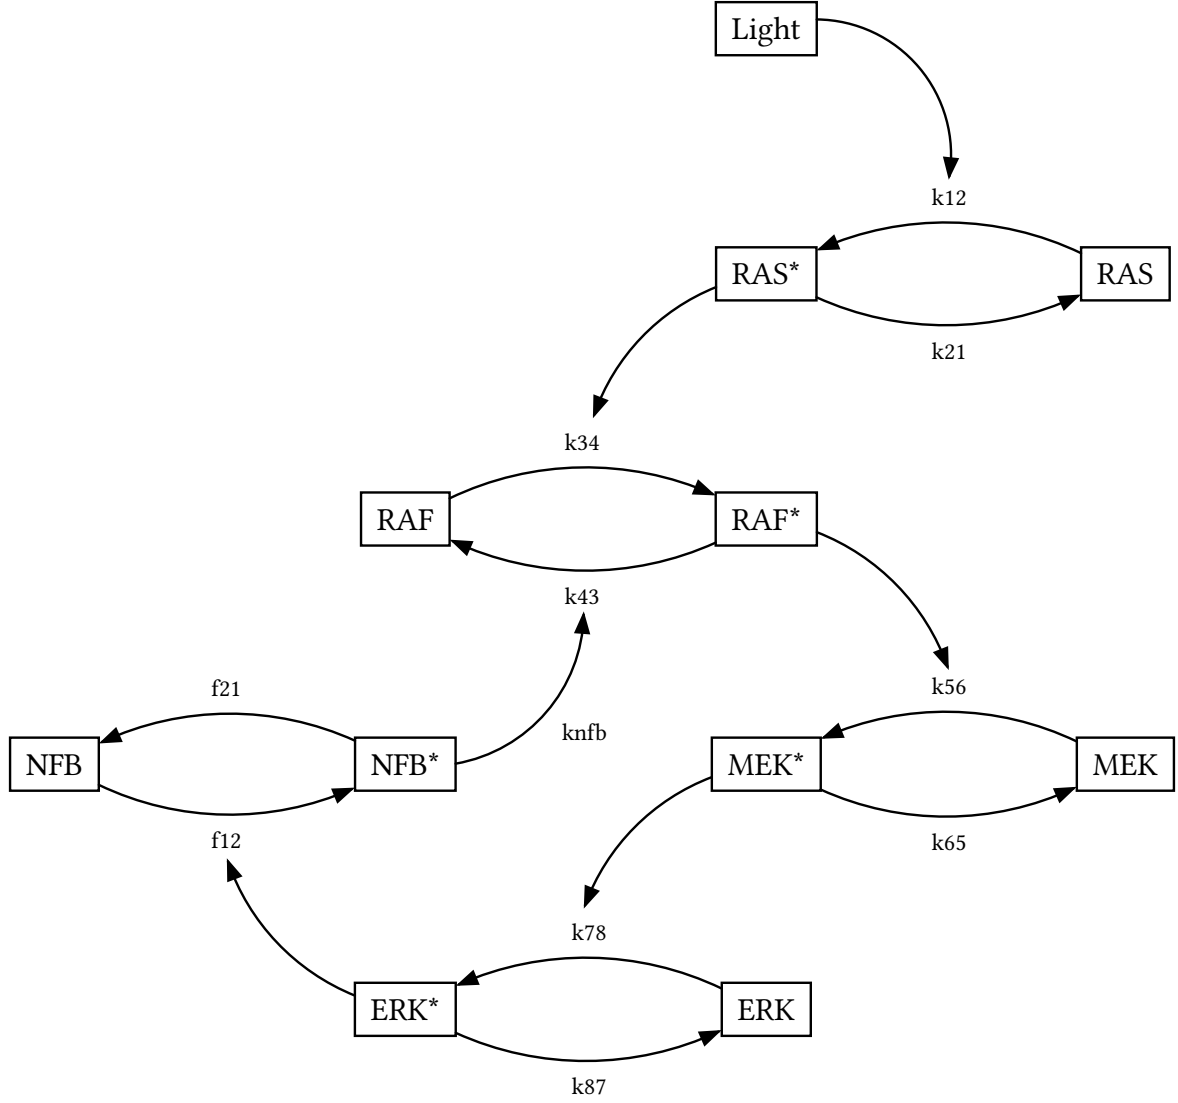 Light
k12
RAS*
RAS
k21
k34
RAF
RAF*
k43
k56
f21
knfb
NFB
NFB*
MEK*
MEK
f12
k65
k78
ERK*
ERK
k87